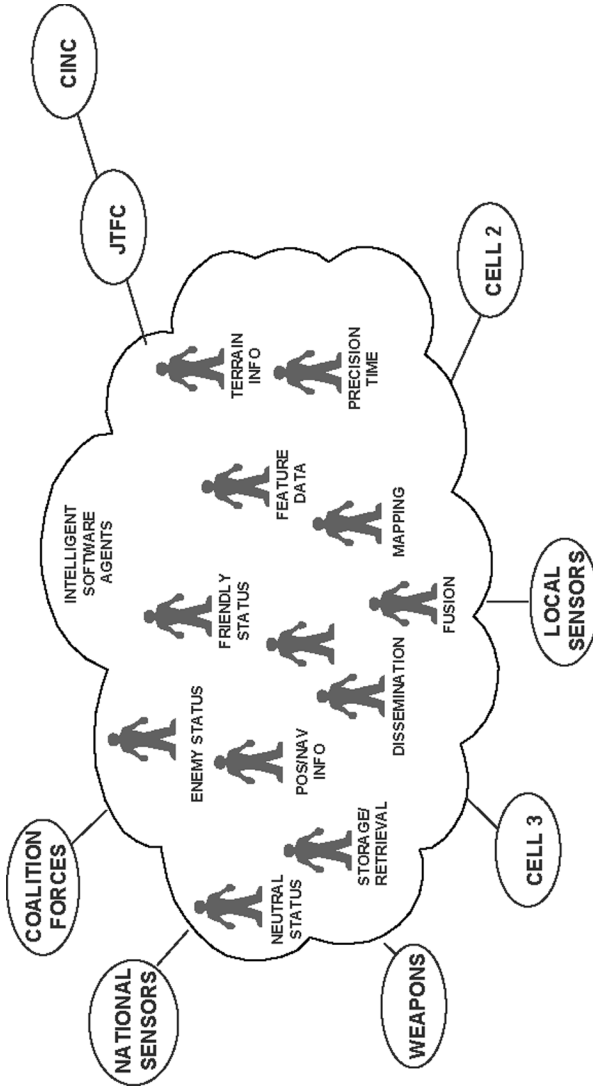 COALITION
FORCES
NATIONAL
SENSORS
JTFC
CINC
INTELLIGENT
SOFTWARE
AGENTS
ENEMY STATUS
FRIENDLY
STATUS
TERRAIN
INFO
NEUTRAL
STATUS
POS/NAV
INFO
FEATURE
DATA
PRECISION
TIME
STORAGE/
RETRIEVAL
DISSEMINATION
MAPPING
FUSION
WEAPONS
CELL 3
LOCAL
SENSORS
CELL 2